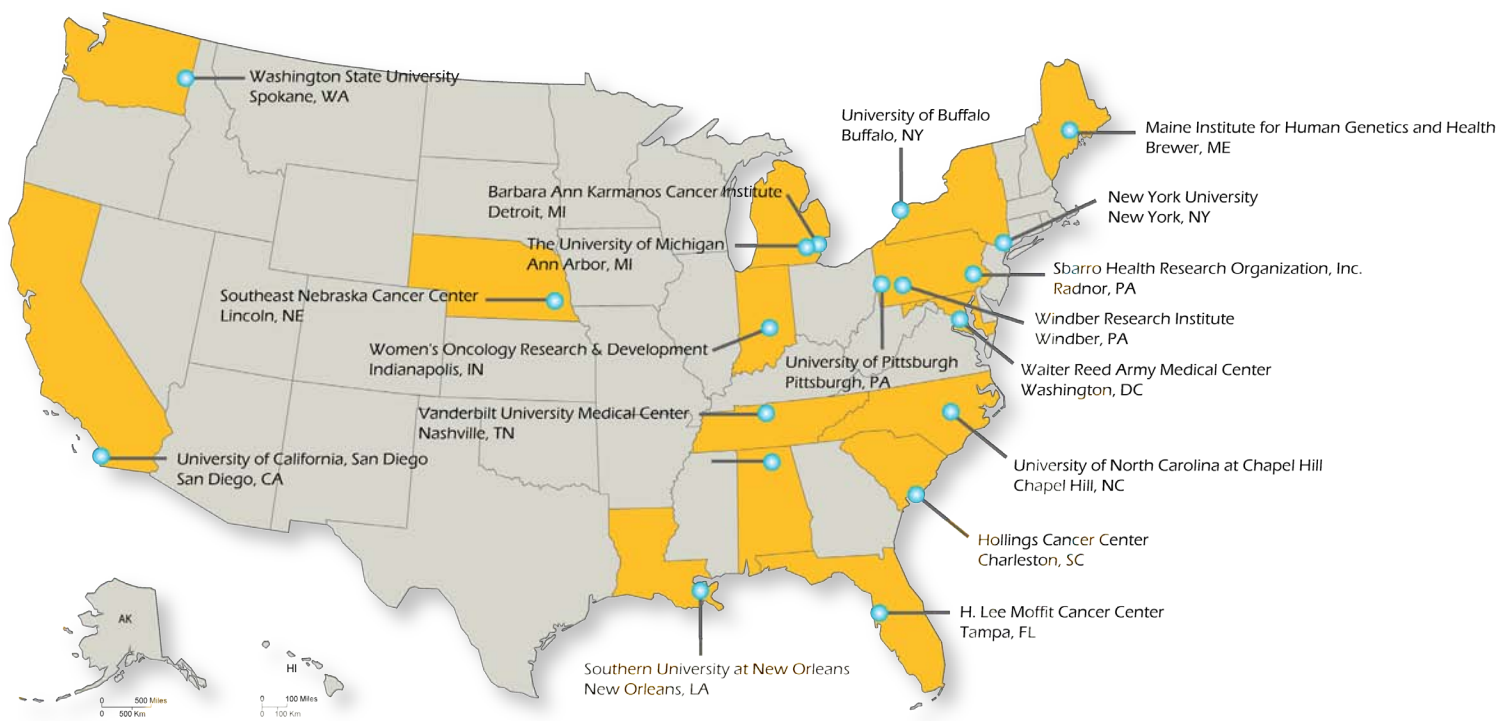 Washington State University
Spokane, WA
University of Buffalo
Buffalo, NY
Maine Institute for Human Genetics and Health
Brewer, ME
Barbara Ann Karmanos Cancer Institute
Detroit, MI
New York University
New York, NY
The University of Michigan
Ann Arbor, MI
Sbarro Health Research Organization, Inc.
Radnor, PA
Southeast Nebraska Cancer Center
Lincoln, NE
Windber Research Institute
Windber, PA
Women's Oncology Research & Development
Indianapolis, IN
University of Pittsburgh
Pittsburgh, PA
Walter Reed Army Medical Center
Washington, DC
Vanderbilt University Medical Center
Nashville, TN
University of California, San Diego
San Diego, CA
University of North Carolina at Chapel Hill
Chapel Hill, NC
Hollings Cancer Center
Charleston, SC
H. Lee Moffit Cancer Center
Tampa, FL
Southern University at New Orleans
New Orleans, LA
AK
HI
0 500 Miles
0 500 Km
0 100 Miles
0 100 Km